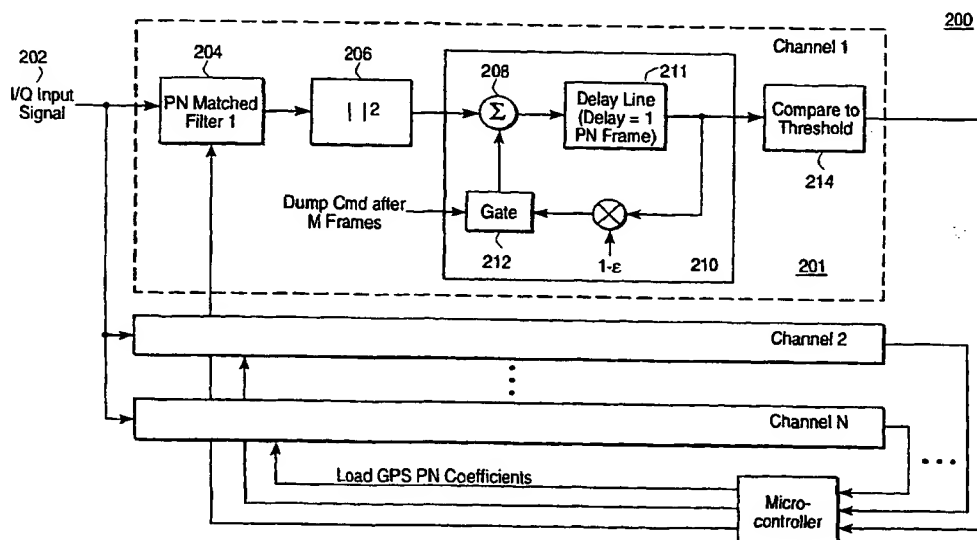 200
202
I/Q Input
Signal
204
PN Matched
Filter 1
206
| |²
208
Σ
211
Delay Line
(Delay = 1
PN Frame)
Channel 1
Compare to
Threshold
214
Dump Cmd after
M Frames
Gate
212
1-ε
210
201
Channel 2
Channel N
Load GPS PN Coefficients
Micro-
controller